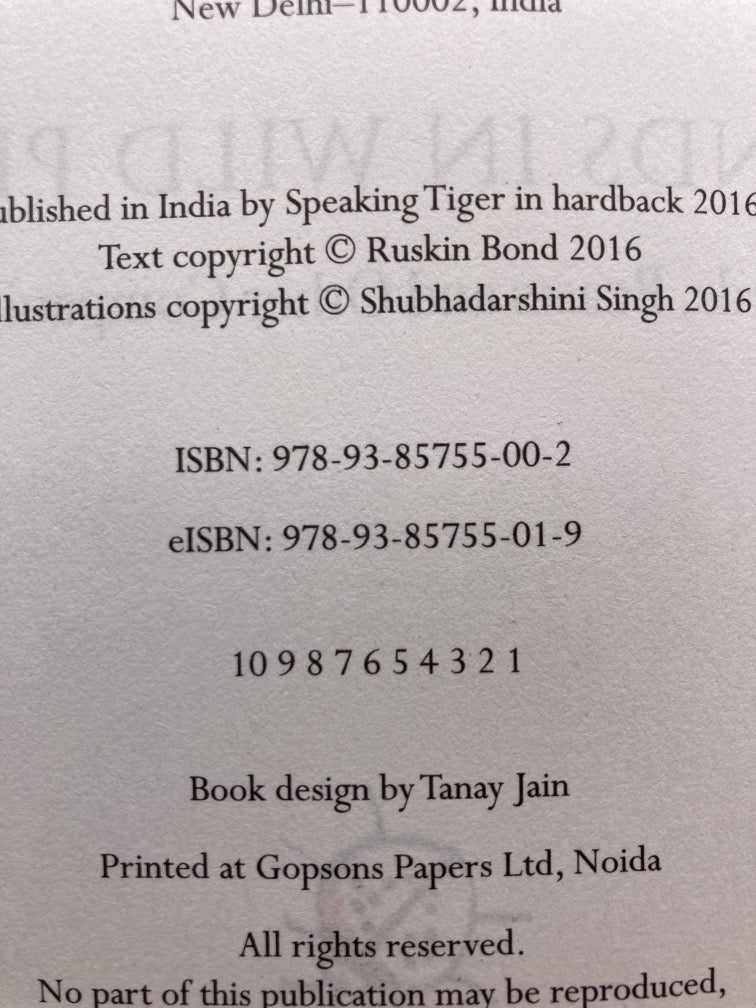 New Delhi–110002, India
ublished in India by Speaking Tiger in hardback 2016
Text copyright © Ruskin Bond 2016
llustrations copyright © Shubhadarshini Singh 2016
ISBN: 978-93-85755-00-2
eISBN: 978-93-85755-01-9
10 9 8 7 6 5 4 3 2 1
Book design by Tanay Jain
Printed at Gopsons Papers Ltd, Noida
All rights reserved.
No part of this publication may be reproduced,